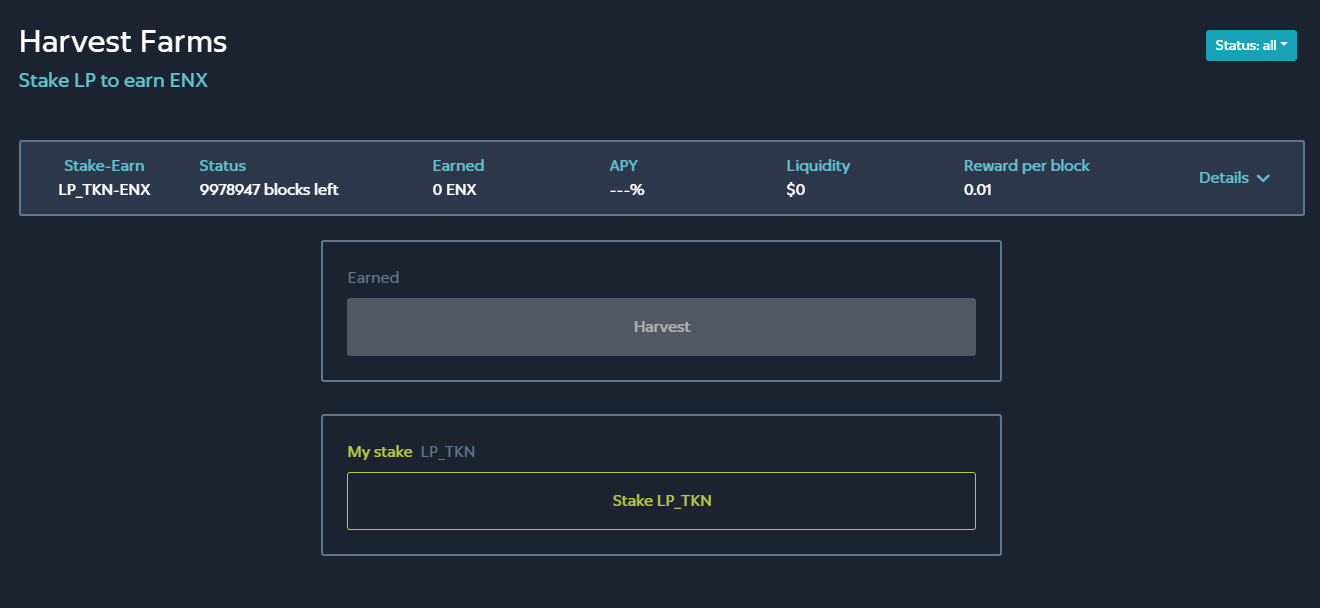 Harvest Farms
Status: all
Stake LP to earn ENX
Stake-Earn Status Earned APY Liquidity Reward per block
LP_TKN-ENX 9978947 blocks left 0 ENX ---% $0 0.01
Details
Earned
Harvest
My stake LP_TKN
Stake LP_TKN